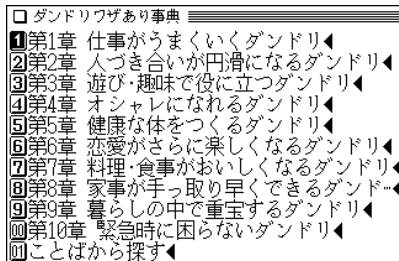 ダンドリワザあり事典
1第1章 仕事がうまくいくダンドリ
2第2章 人づき合いが円滑になるダンドリ
3第3章 遊び・趣味で役に立つダンドリ
4第4章 オシャレになれるダンドリ
5第5章 健康な体をつくるダンドリ
6第6章 恋愛がさらに楽しくなるダンドリ
7第7章 料理・食事がおいしくなるダンドリ
8第8章 家事が手っ取り早くできるダンド…
9第9章 暮らしの中で重宝するダンドリ
00第10章 緊急時に困らないダンドリ
01ことばから探す